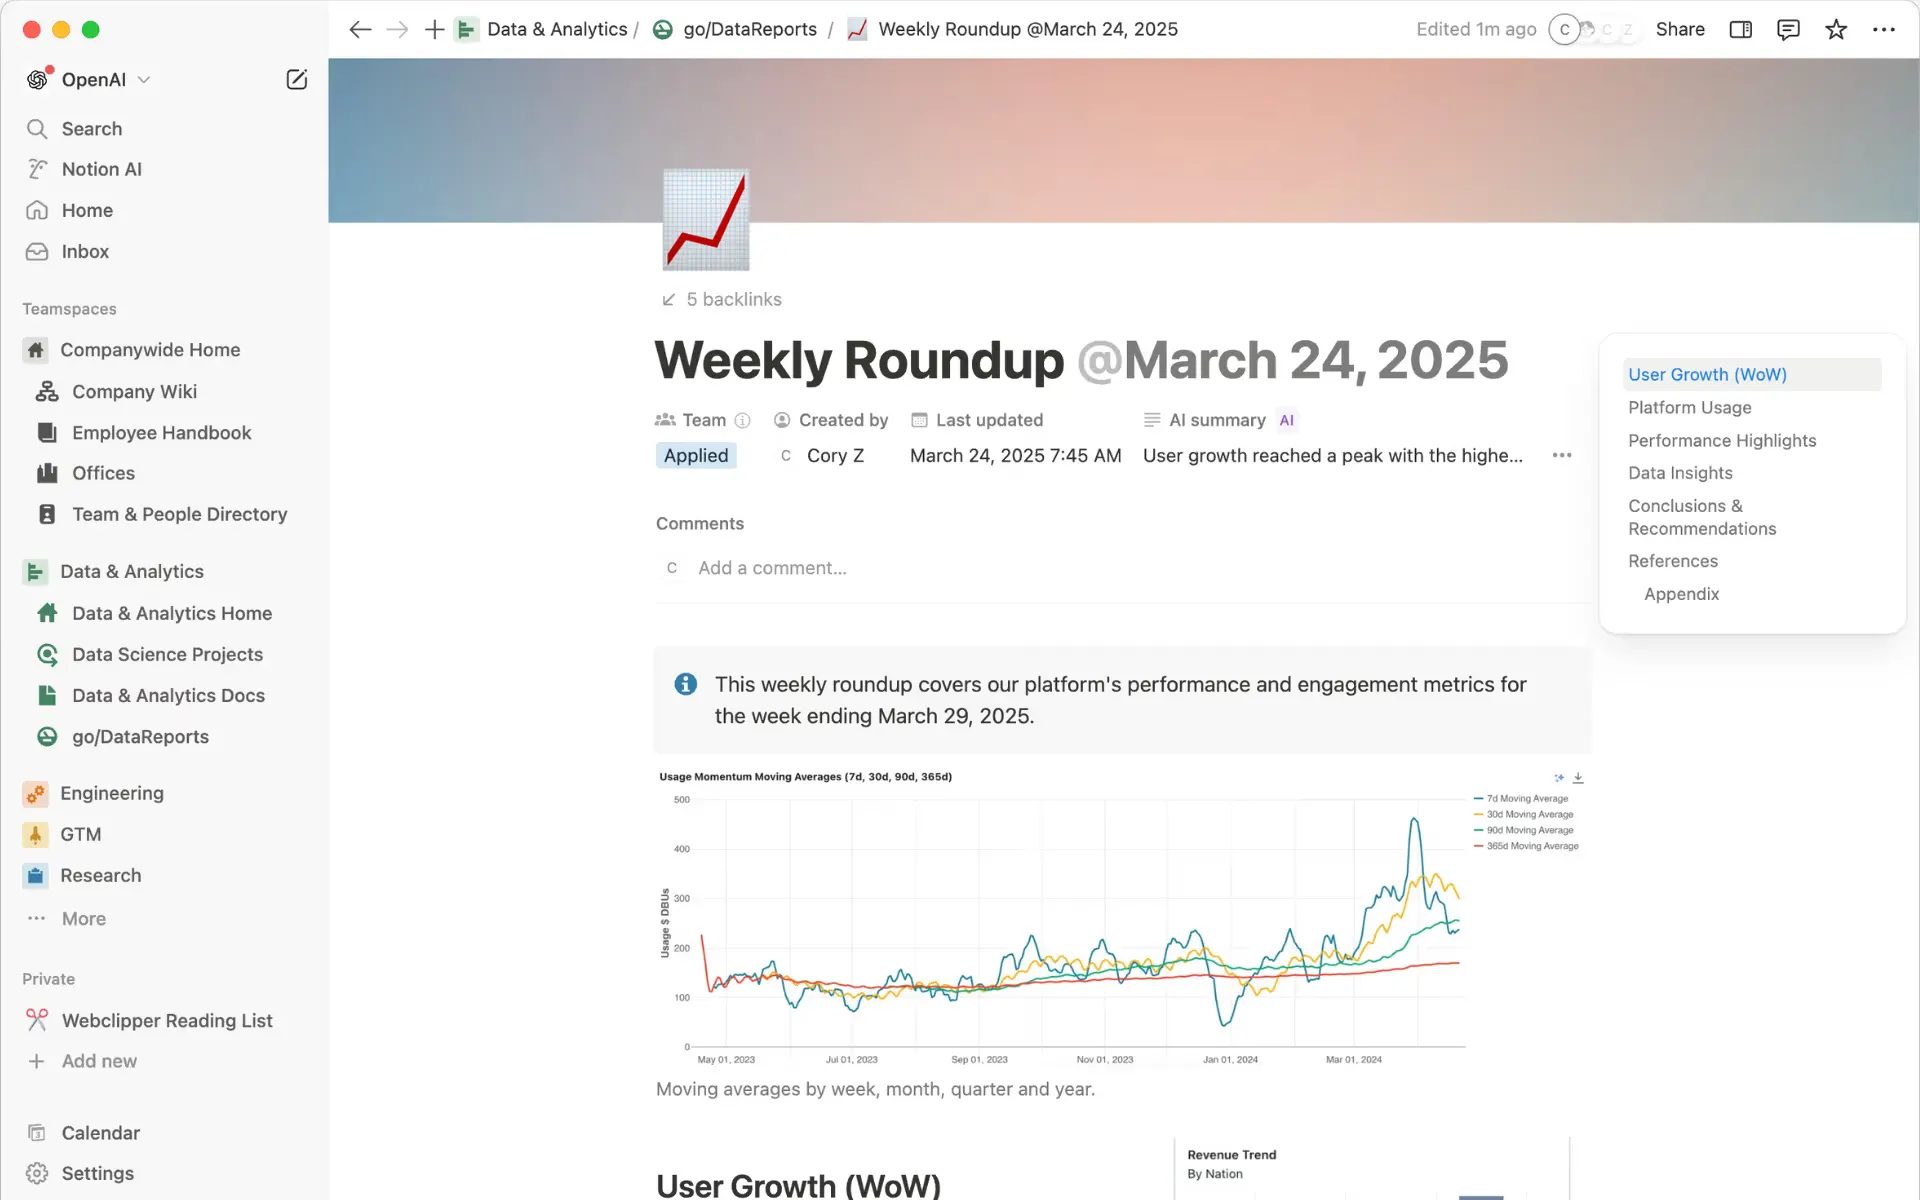 Data & Analytics / go/DataReports / Weekly Roundup @March 24, 2025
Edited 1m ago
C
C
Z
Share
OpenAI
Search
Notion AI
Home
Inbox
Teamspaces
Companywide Home
Company Wiki
Employee Handbook
Offices
Team & People Directory
Data & Analytics
Data & Analytics Home
Data Science Projects
Data & Analytics Docs
go/DataReports
Engineering
GTM
Research
More
Private
Webclipper Reading List
Add new
Calendar
Settings
5 backlinks
Weekly Roundup @March 24, 2025
Team
Created by
Last updated
AI summary AI
Applied
C Cory Z
March 24, 2025 7:45 AM
User growth reached a peak with the highe...
Comments
C Add a comment...
This weekly roundup covers our platform's performance and engagement metrics for
the week ending March 29, 2025.
Usage Momentum Moving Averages (7d, 30d, 90d, 365d)
7d Moving Average
30d Moving Average
90d Moving Average
365d Moving Average
Usage $ DBUs
500
400
300
200
100
0
May 01, 2023
Jul 01, 2023
Sep 01, 2023
Nov 01, 2023
Jan 01, 2024
Mar 01, 2024
Moving averages by week, month, quarter and year.
User Growth (WoW)
Revenue Trend
By Nation
User Growth (WoW)
Platform Usage
Performance Highlights
Data Insights
Conclusions &
Recommendations
References
Appendix